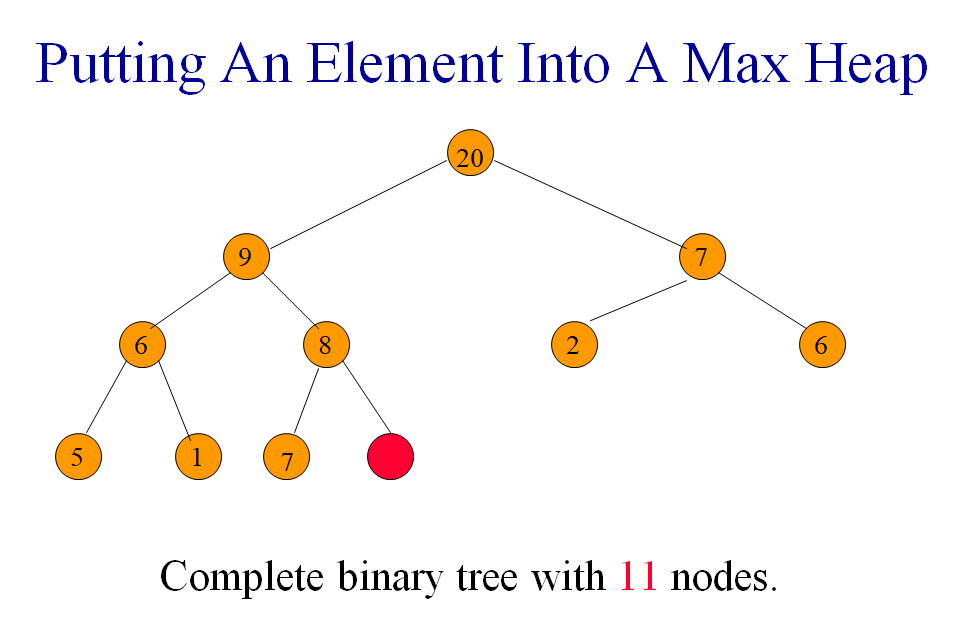 Putting An Element Into A Max Heap
20
9 7
6 8 2 6
5 1 7
Complete binary tree with 11 nodes.